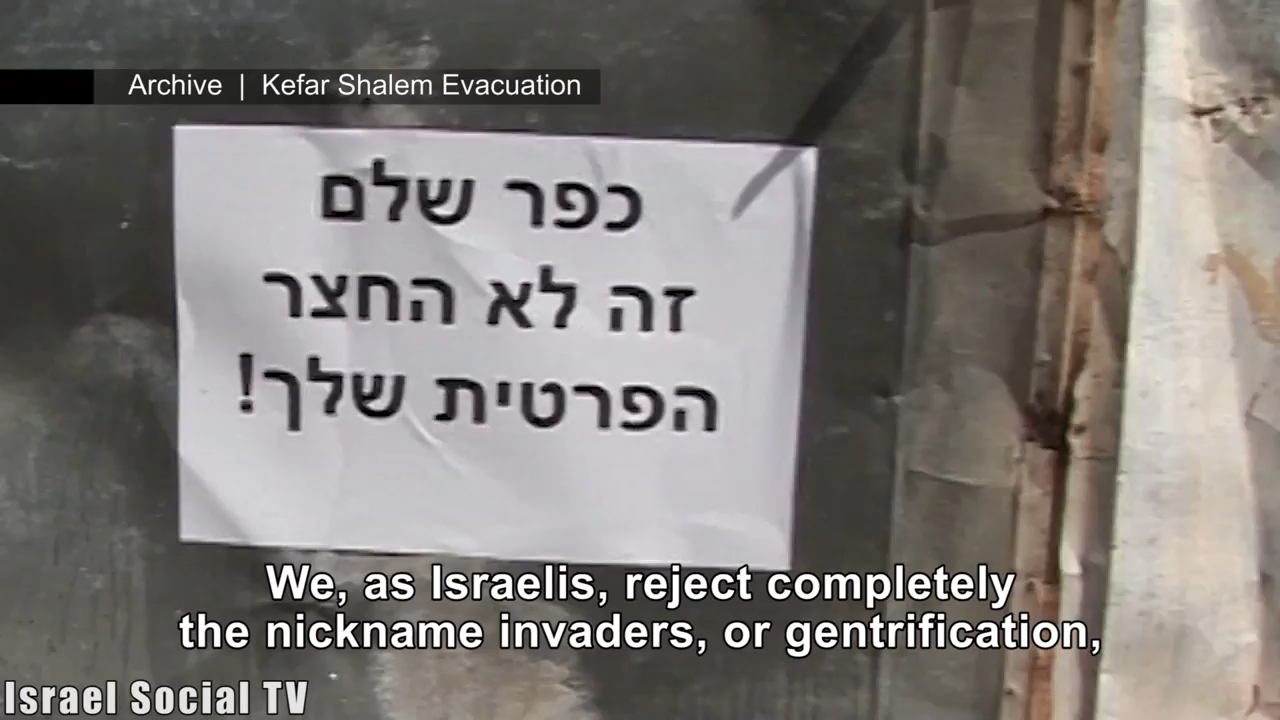 Archive | Kefar Shalem Evacuation
כפר שלם
זה לא החצר
הפרטית שלך!
We, as Israelis, reject completely
the nickname invaders, or gentrification,
Israel Social TV